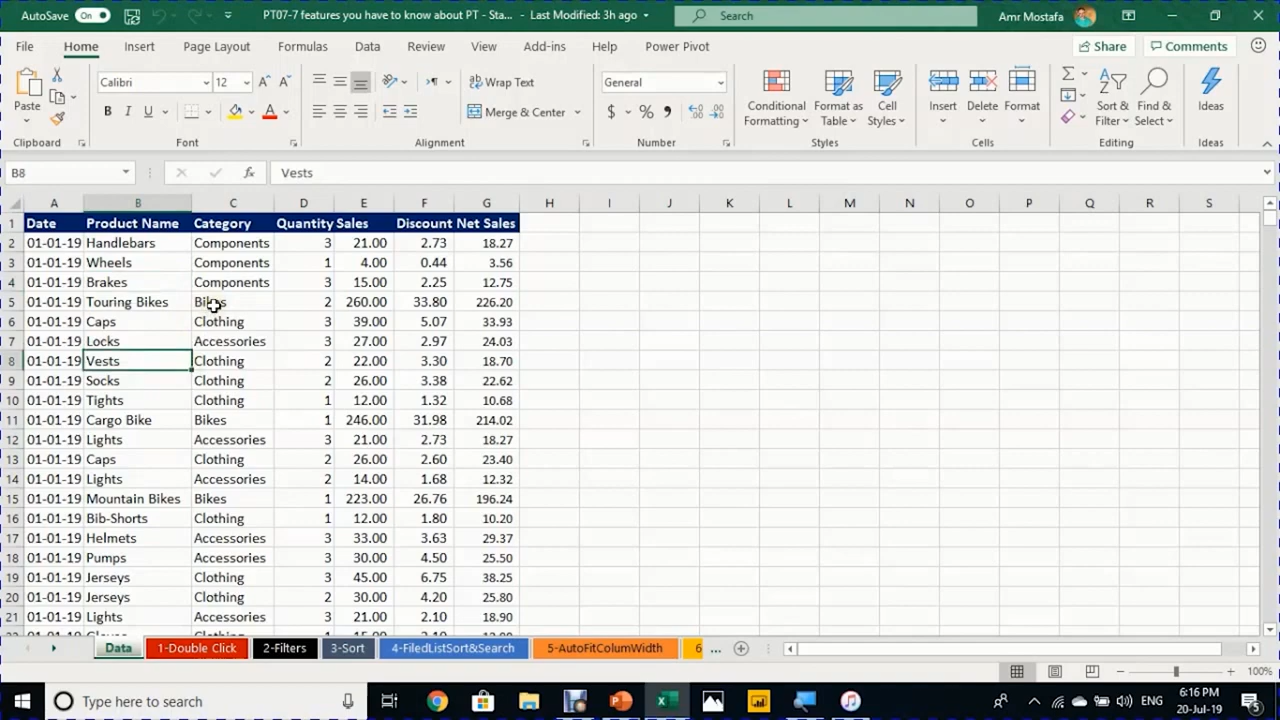 AutoSave On PT07-7 features you have to know about PT - Sta... - Last Modified: 3h ago Search Amr Mostafa
File Home Insert Page Layout Formulas Data Review View Add-ins Help Power Pivot Share Comments
Calibri 12 Wrap Text General
Paste B I U Merge & Center $ % Conditional Formatting Format as Table Cell Styles Insert Delete Format Sort & Filter Find & Select Ideas
Clipboard Font Alignment Number Styles Cells Editing Ideas
B8 fx Vests
A B C D E F G H I J K L M N O P Q R S
1 Date Product Name Category Quantity Sales Discount Net Sales
2 01-01-19 Handlebars Components 3 21.00 2.73 18.27
3 01-01-19 Wheels Components 1 4.00 0.44 3.56
4 01-01-19 Brakes Components 3 15.00 2.25 12.75
5 01-01-19 Touring Bikes Bikes 2 260.00 33.80 226.20
6 01-01-19 Caps Clothing 3 39.00 5.07 33.93
7 01-01-19 Locks Accessories 3 27.00 2.97 24.03
8 01-01-19 Vests Clothing 2 22.00 3.30 18.70
9 01-01-19 Socks Clothing 2 26.00 3.38 22.62
10 01-01-19 Tights Clothing 1 12.00 1.32 10.68
11 01-01-19 Cargo Bike Bikes 1 246.00 31.98 214.02
12 01-01-19 Lights Accessories 3 21.00 2.73 18.27
13 01-01-19 Caps Clothing 2 26.00 2.60 23.40
14 01-01-19 Lights Accessories 2 14.00 1.68 12.32
15 01-01-19 Mountain Bikes Bikes 1 223.00 26.76 196.24
16 01-01-19 Bib-Shorts Clothing 1 12.00 1.80 10.20
17 01-01-19 Helmets Accessories 3 33.00 3.63 29.37
18 01-01-19 Pumps Accessories 3 30.00 4.50 25.50
19 01-01-19 Jerseys Clothing 3 45.00 6.75 38.25
20 01-01-19 Jerseys Clothing 2 30.00 4.20 25.80
21 01-01-19 Lights Accessories 3 21.00 2.10 18.90
Data 1-Double Click 2-Filters 3-Sort 4-FiledListSort&Search 5-AutoFitColumWidth 6 ...
100%
Type here to search ENG 6:16 PM
20-Jul-19 5